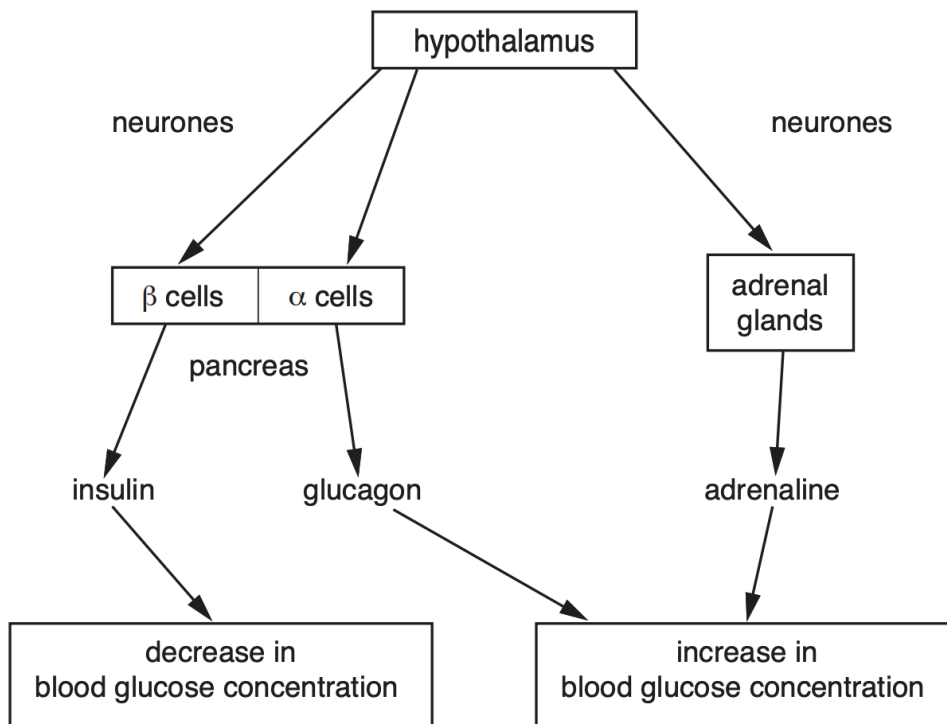 hypothalamus
neurones
neurones
β cells
α cells
adrenal
glands
pancreas
insulin
glucagon
adrenaline
decrease in
blood glucose concentration
increase in
blood glucose concentration